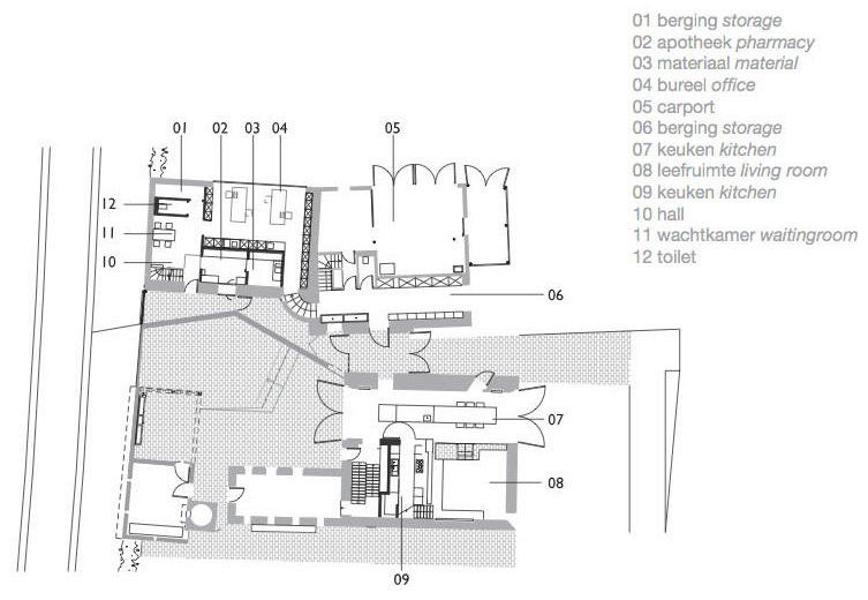 01 berging storage
02 apotheek pharmacy
03 materiaal material
04 bureel office
05 carport
06 berging storage
07 keuken kitchen
08 leefruimte living room
09 keuken kitchen
10 hall
11 wachtkamer waitingroom
12 toilet
01 02 03 04 05
12
11
10
06
07
08
09